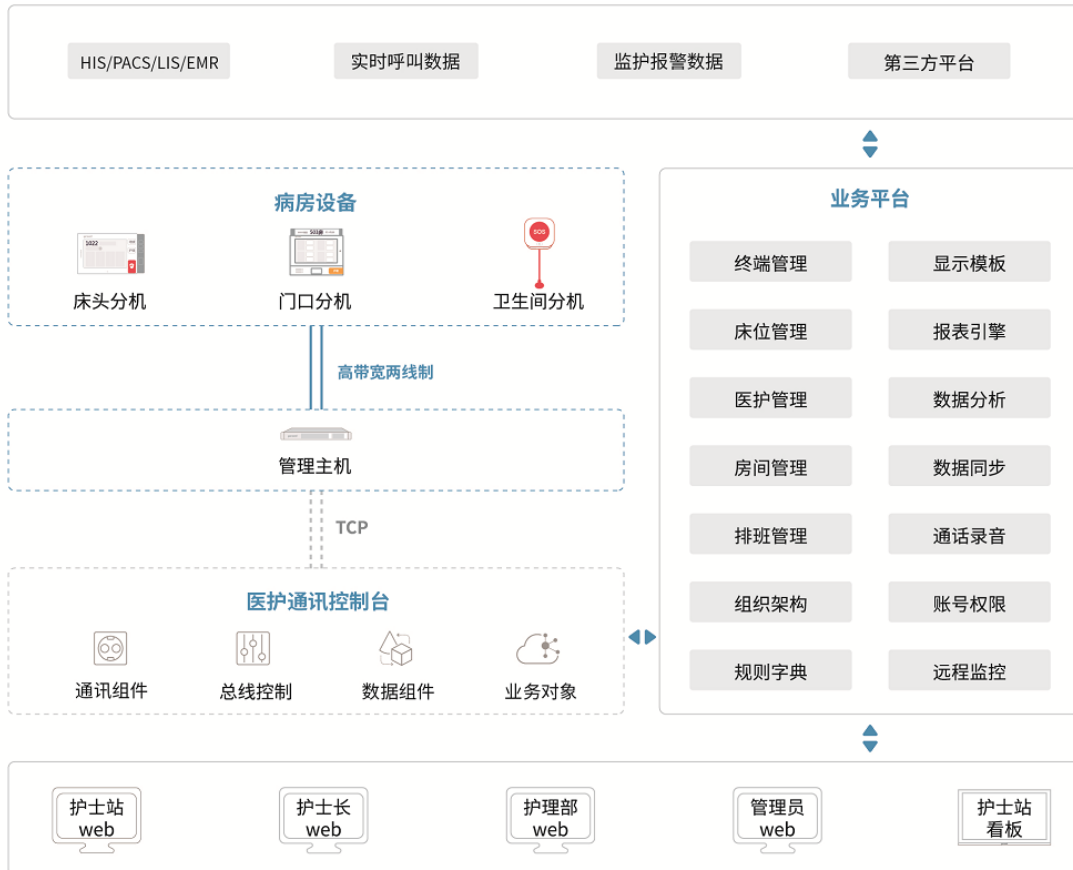 HIS/PACS/LIS/EMR
实时呼叫数据
监护报警数据
第三方平台
病房设备
1022
503房
SOS
床头分机
门口分机
卫生间分机
高带宽两线制
管理主机
TCP
医护通讯控制台
通讯组件
总线控制
数据组件
业务对象
业务平台
终端管理
显示模板
床位管理
报表引擎
医护管理
数据分析
房间管理
数据同步
排班管理
通话录音
组织架构
账号权限
规则字典
远程监控
护士站
web
护士长
web
护理部
web
管理员
web
护士站
看板